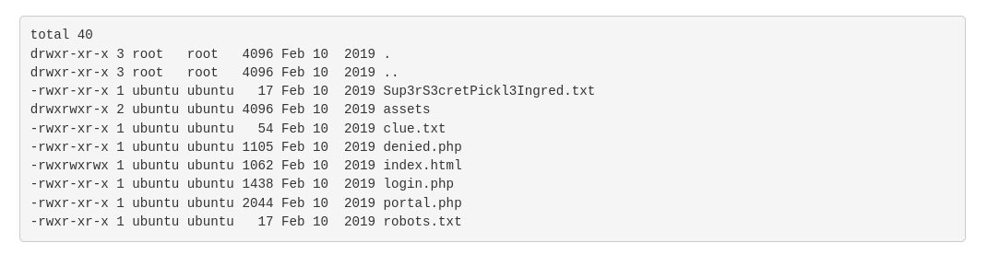 total 40
drwxr-xr-x 3 root   root   4096 Feb 10  2019 .
drwxr-xr-x 3 root   root   4096 Feb 10  2019 ..
-rwxr-xr-x 1 ubuntu ubuntu   17 Feb 10  2019 Sup3rS3cretPickl3Ingred.txt
drwxrwxr-x 2 ubuntu ubuntu 4096 Feb 10  2019 assets
-rwxr-xr-x 1 ubuntu ubuntu   54 Feb 10  2019 clue.txt
-rwxr-xr-x 1 ubuntu ubuntu 1105 Feb 10  2019 denied.php
-rwxrwxrwx 1 ubuntu ubuntu 1062 Feb 10  2019 index.html
-rwxr-xr-x 1 ubuntu ubuntu 1438 Feb 10  2019 login.php
-rwxr-xr-x 1 ubuntu ubuntu 2044 Feb 10  2019 portal.php
-rwxr-xr-x 1 ubuntu ubuntu   17 Feb 10  2019 robots.txt